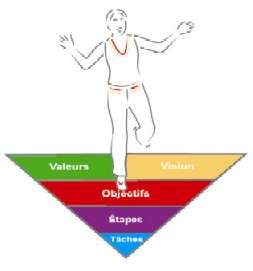 Valeurs Vision
Objectifs
Étapes
Tâches